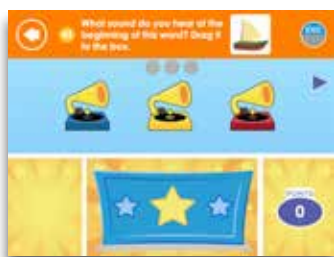 What sound do you hear at the
beginning of this word? Drag it
to the box.
POINTS
0